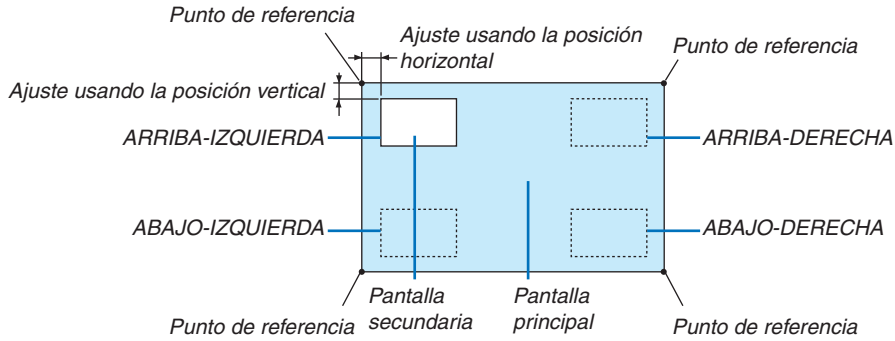 Punto de referencia
Ajuste usando la posición
horizontal
Punto de referencia
Ajuste usando la posición vertical
ARRIBA-IZQUIERDA
ARRIBA-DERECHA
ABAJO-IZQUIERDA
ABAJO-DERECHA
Pantalla
secundaria
Pantalla
principal
Punto de referencia
Punto de referencia